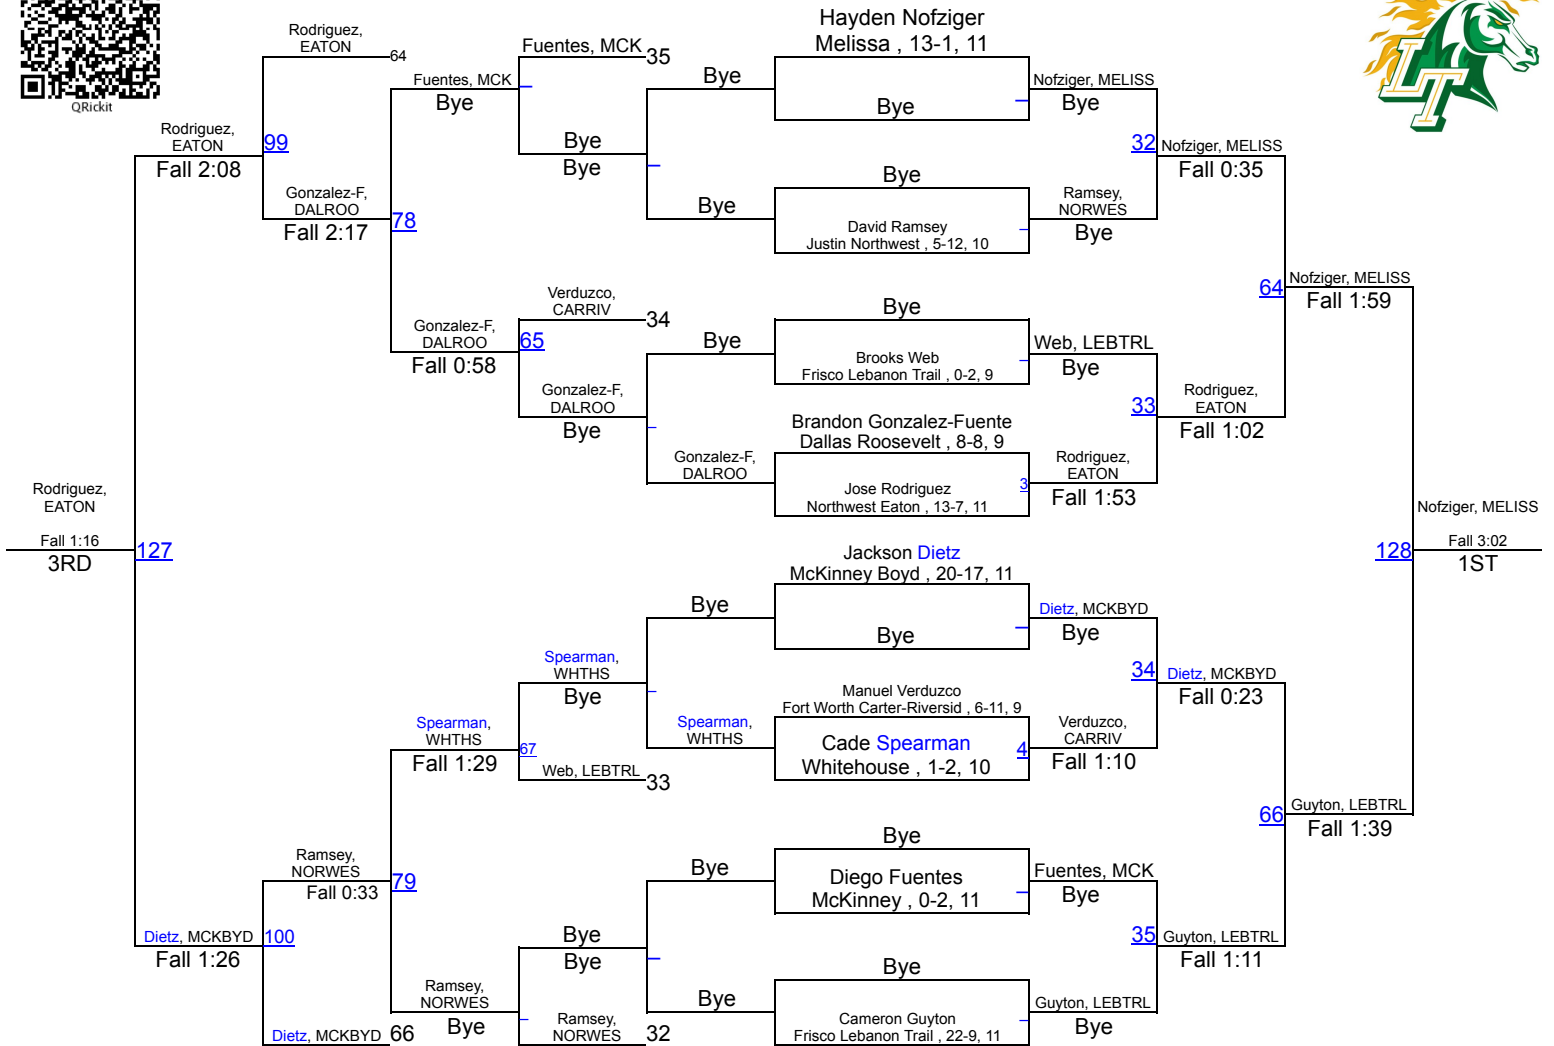 QRickit
LT
Rodriguez,
EATON
64
Fuentes, MCK
35
Hayden Nofziger
Melissa , 13-1, 11
Bye
Fuentes, MCK
Bye
Nofziger, MELISS
Bye
Bye
Rodriguez,
EATON
Fall 2:08
99
Bye
Bye
32
Nofziger, MELISS
Fall 0:35
Gonzalez-F,
DALROO
Fall 2:17
78
Bye
Bye
David Ramsey
Justin Northwest , 5-12, 10
Ramsey,
NORWES
Bye
Verduzco,
CARRIV
34
Gonzalez-F,
DALROO
Fall 0:58
65
Bye
Bye
Brooks Web
Frisco Lebanon Trail , 0-2, 9
Web, LEBTRL
Bye
64
Nofziger, MELISS
Fall 1:59
Gonzalez-F,
DALROO
Bye
33
Rodriguez,
EATON
Fall 1:02
Brandon Gonzalez-Fuente
Dallas Roosevelt , 8-8, 9
Gonzalez-F,
DALROO
Jose Rodriguez
Northwest Eaton , 13-7, 11
3
Rodriguez,
EATON
Fall 1:53
Rodriguez,
EATON
Fall 1:16
3RD
127
Nofziger, MELISS
128
Fall 3:02
1ST
Jackson Dietz
McKinney Boyd , 20-17, 11
Bye
Bye
Dietz, MCKBYD
Bye
Spearman,
WHTHS
Bye
34
Dietz, MCKBYD
Fall 0:23
Manuel Verduzco
Fort Worth Carter-Riversid , 6-11, 9
Spearman,
WHTHS
Cade Spearman
Whitehouse , 1-2, 10
4
Verduzco,
CARRIV
Fall 1:10
Spearman,
WHTHS
Fall 1:29
67
Web, LEBTRL
33
66
Guyton, LEBTRL
Fall 1:39
Ramsey,
NORWES
Fall 0:33
79
Bye
Bye
Diego Fuentes
McKinney , 0-2, 11
Fuentes, MCK
Bye
Dietz, MCKBYD
Fall 1:26
100
Bye
Bye
35
Guyton, LEBTRL
Fall 1:11
Ramsey,
NORWES
Bye
Bye
Bye
Cameron Guyton
Frisco Lebanon Trail , 22-9, 11
Guyton, LEBTRL
Bye
Dietz, MCKBYD
66
Ramsey,
NORWES
32